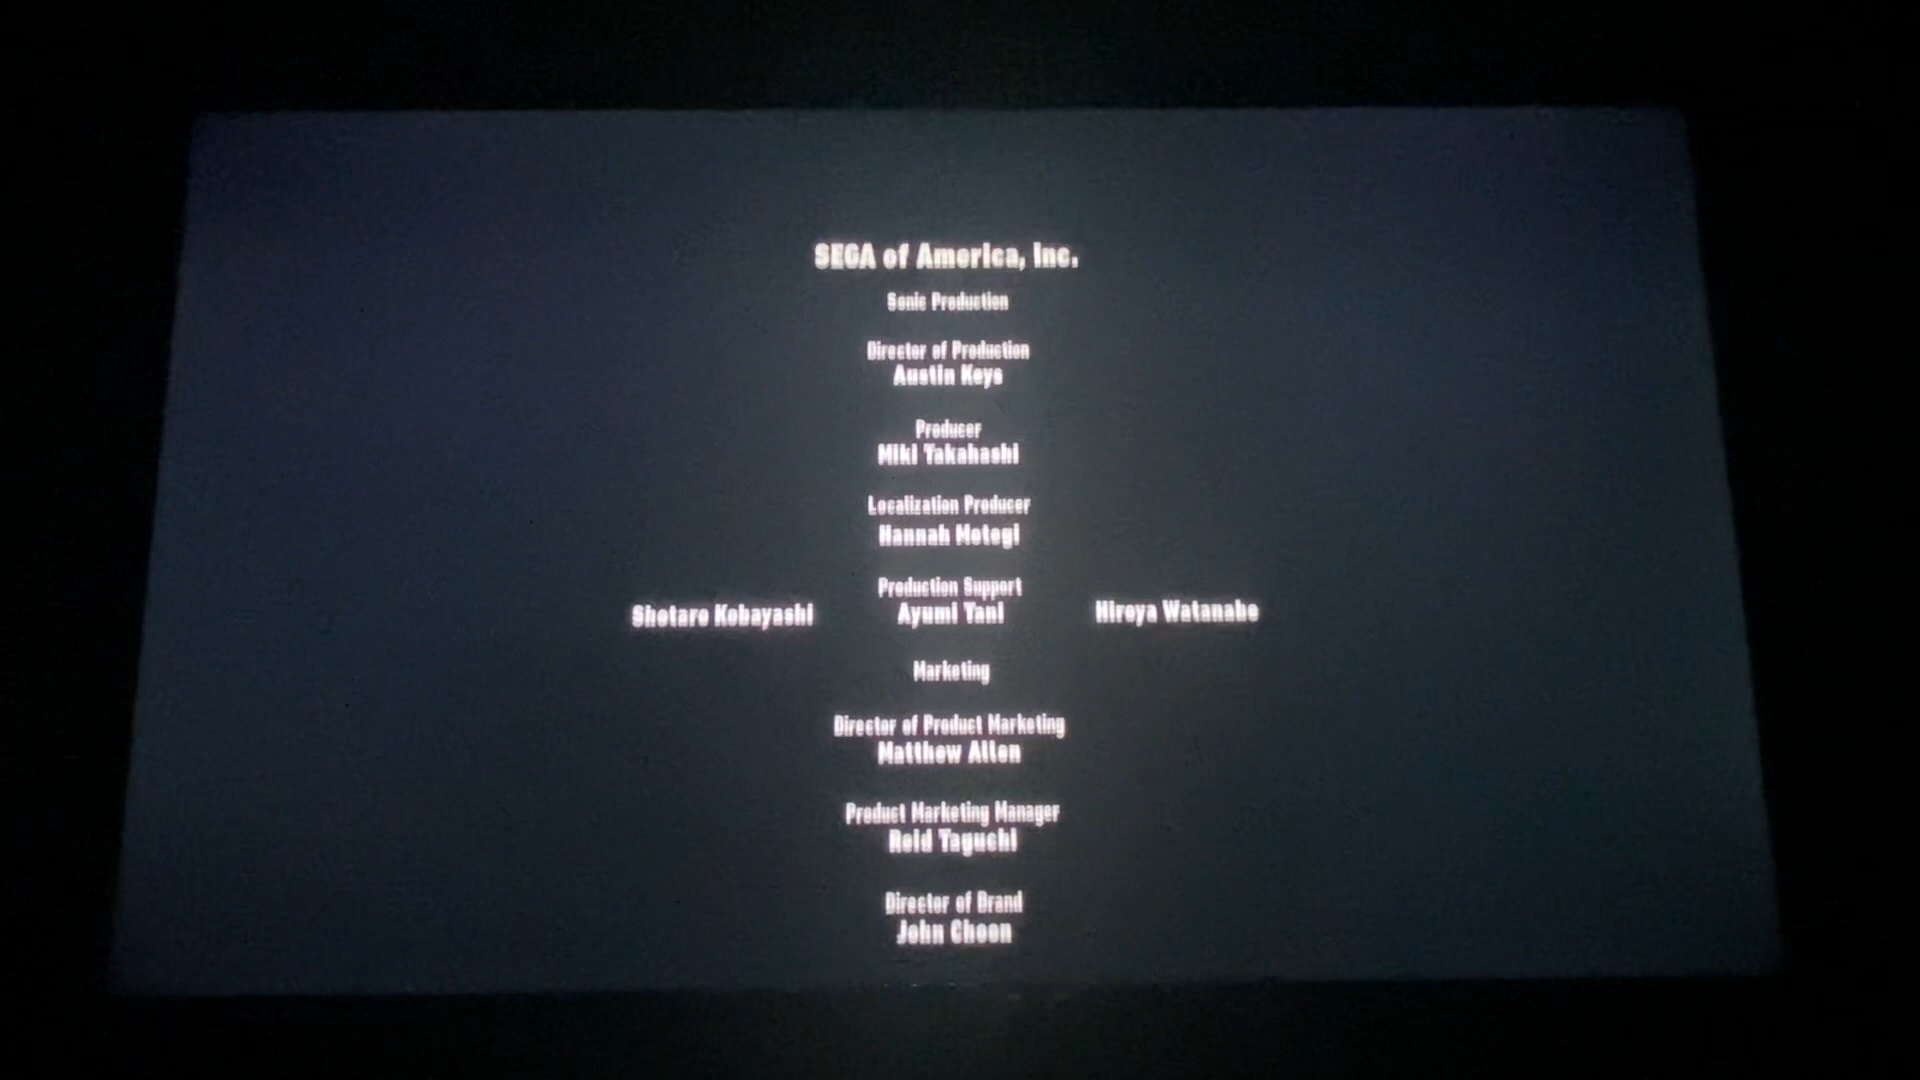 SEGA of America, Inc.
Sonic Production
Director of Production
Austin Keys
Producer
Miki Takahashi
Localization Producer
Hannah Motegi
Production Support
Shotaro Kobayashi Ayumi Tani Hiroya Watanabe
Marketing
Director of Product Marketing
Matthew Allen
Product Marketing Manager
Reid Taguchi
Director of Brand
John Cheon